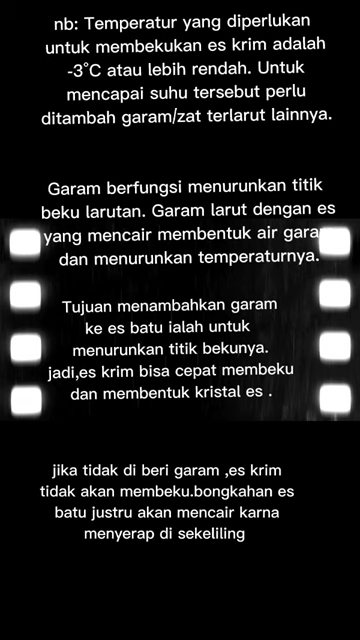 nb: Temperatur yang diperlukan
untuk membekukan es krim adalah
-3°C atau lebih rendah. Untuk
mencapai suhu tersebut perlu
ditambah garam/zat terlarut lainnya.
Garam berfungsi menurunkan titik
beku larutan. Garam larut dengan es
yang mencair membentuk air garam
dan menurunkan temperaturnya.
Tujuan menambahkan garam
ke es batu ialah untuk
menurunkan titik bekunya.
jadi,es krim bisa cepat membeku
dan membentuk kristal es .
jika tidak di beri garam ,es krim
tidak akan membeku.bongkahan es
batu justru akan mencair karna
menyerap di sekeliling